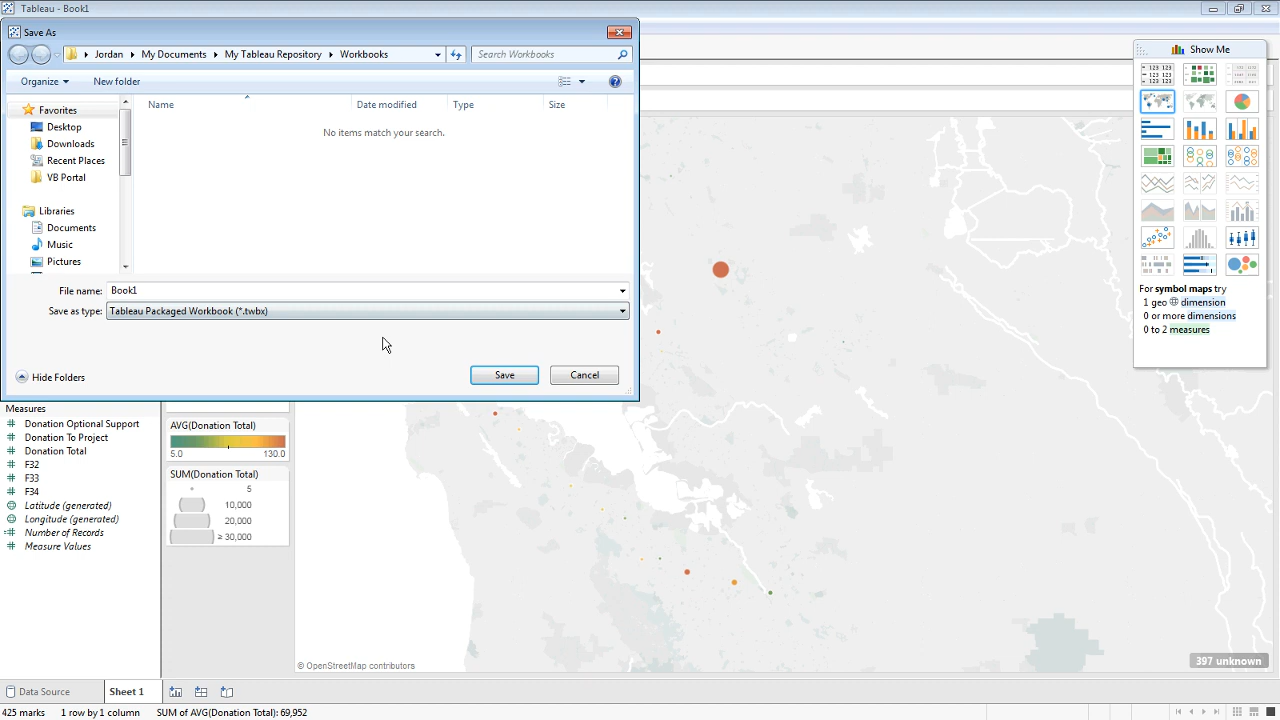 Tableau - Book1
Save As
Jordan
My Documents
My Tableau Repository
Workbooks
Search Workbooks
Organize
New folder
Name
Date modified
Type
Size
No items match your search.
Favorites
Desktop
Downloads
Recent Places
VB Portal
Libraries
Documents
Music
Pictures
File name:
Book1
Save as type:
Tableau Packaged Workbook (*.twbx)
Hide Folders
Save
Cancel
Show Me
For symbol maps try
1 geo dimension
0 or more dimensions
0 to 2 measures
Measures
Donation Optional Support
Donation To Project
Donation Total
F32
F33
F34
Latitude (generated)
Longitude (generated)
Number of Records
Measure Values
AVG(Donation Total)
5.0
130.0
SUM(Donation Total)
5
10,000
20,000
≥ 30,000
© OpenStreetMap contributors
397 unknown
Data Source
Sheet 1
425 marks
1 row by 1 column
SUM of AVG(Donation Total): 69,952